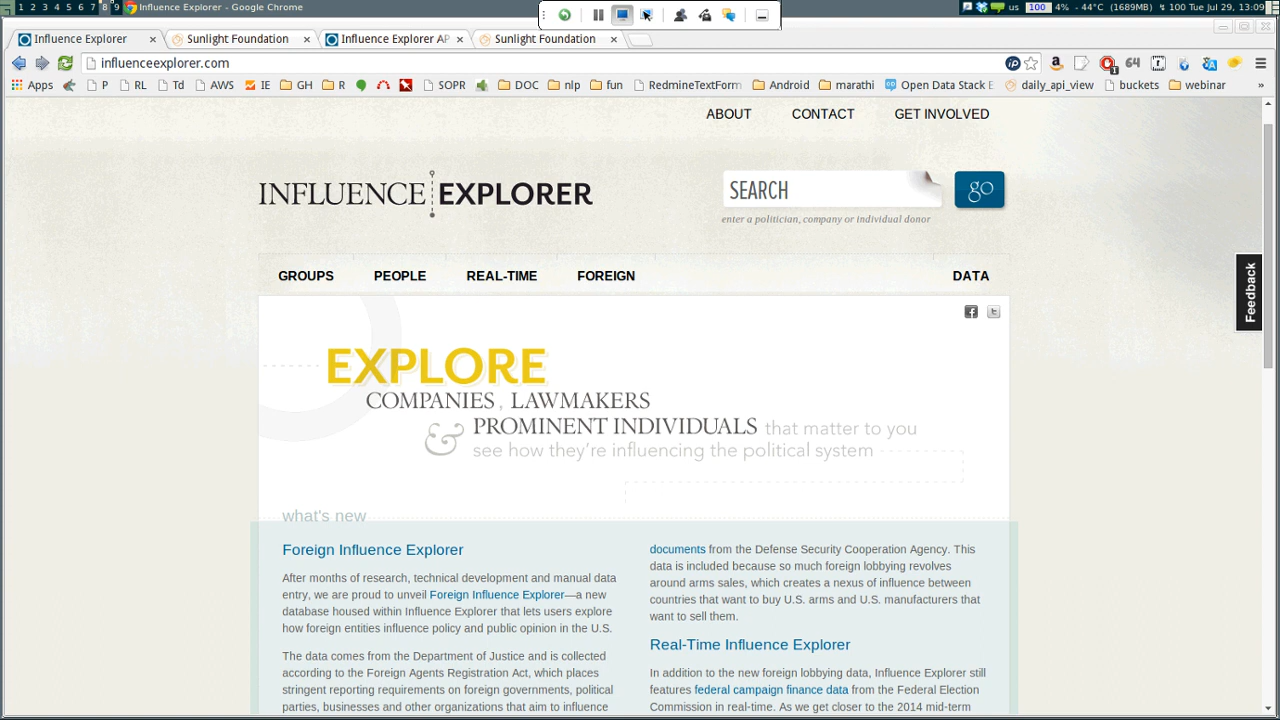 1 2 3 4 5 6 7 8 9 Influence Explorer - Google Chrome
us 100 4% - 44°C (1689MB) 100 Tue Jul 29, 13:09
Influence Explorer Sunlight Foundation Influence Explorer AP Sunlight Foundation
influenceexplorer.com
Apps P RL Td AWS IE GH R SOPR DOC nlp fun RedmineTextForm Android marathi Open Data Stack E daily_api_view buckets webinar »
ABOUT CONTACT GET INVOLVED
INFLUENCE EXPLORER
SEARCH go
enter a politician, company or individual donor
GROUPS PEOPLE REAL-TIME FOREIGN DATA
Feedback
EXPLORE
COMPANIES, LAWMAKERS
& PROMINENT INDIVIDUALS that matter to you
see how they're influencing the political system
what's new
Foreign Influence Explorer
After months of research, technical development and manual data
entry, we are proud to unveil Foreign Influence Explorer—a new
database housed within Influence Explorer that lets users explore
how foreign entities influence policy and public opinion in the U.S.
The data comes from the Department of Justice and is collected
according to the Foreign Agents Registration Act, which places
stringent reporting requirements on foreign governments, political
parties, businesses and other organizations that aim to influence
documents from the Defense Security Cooperation Agency. This
data is included because so much foreign lobbying revolves
around arms sales, which creates a nexus of influence between
countries that want to buy U.S. arms and U.S. manufacturers that
want to sell them.
Real-Time Influence Explorer
In addition to the new foreign lobbying data, Influence Explorer still
features federal campaign finance data from the Federal Election
Commission in real-time. As we get closer to the 2014 mid-term